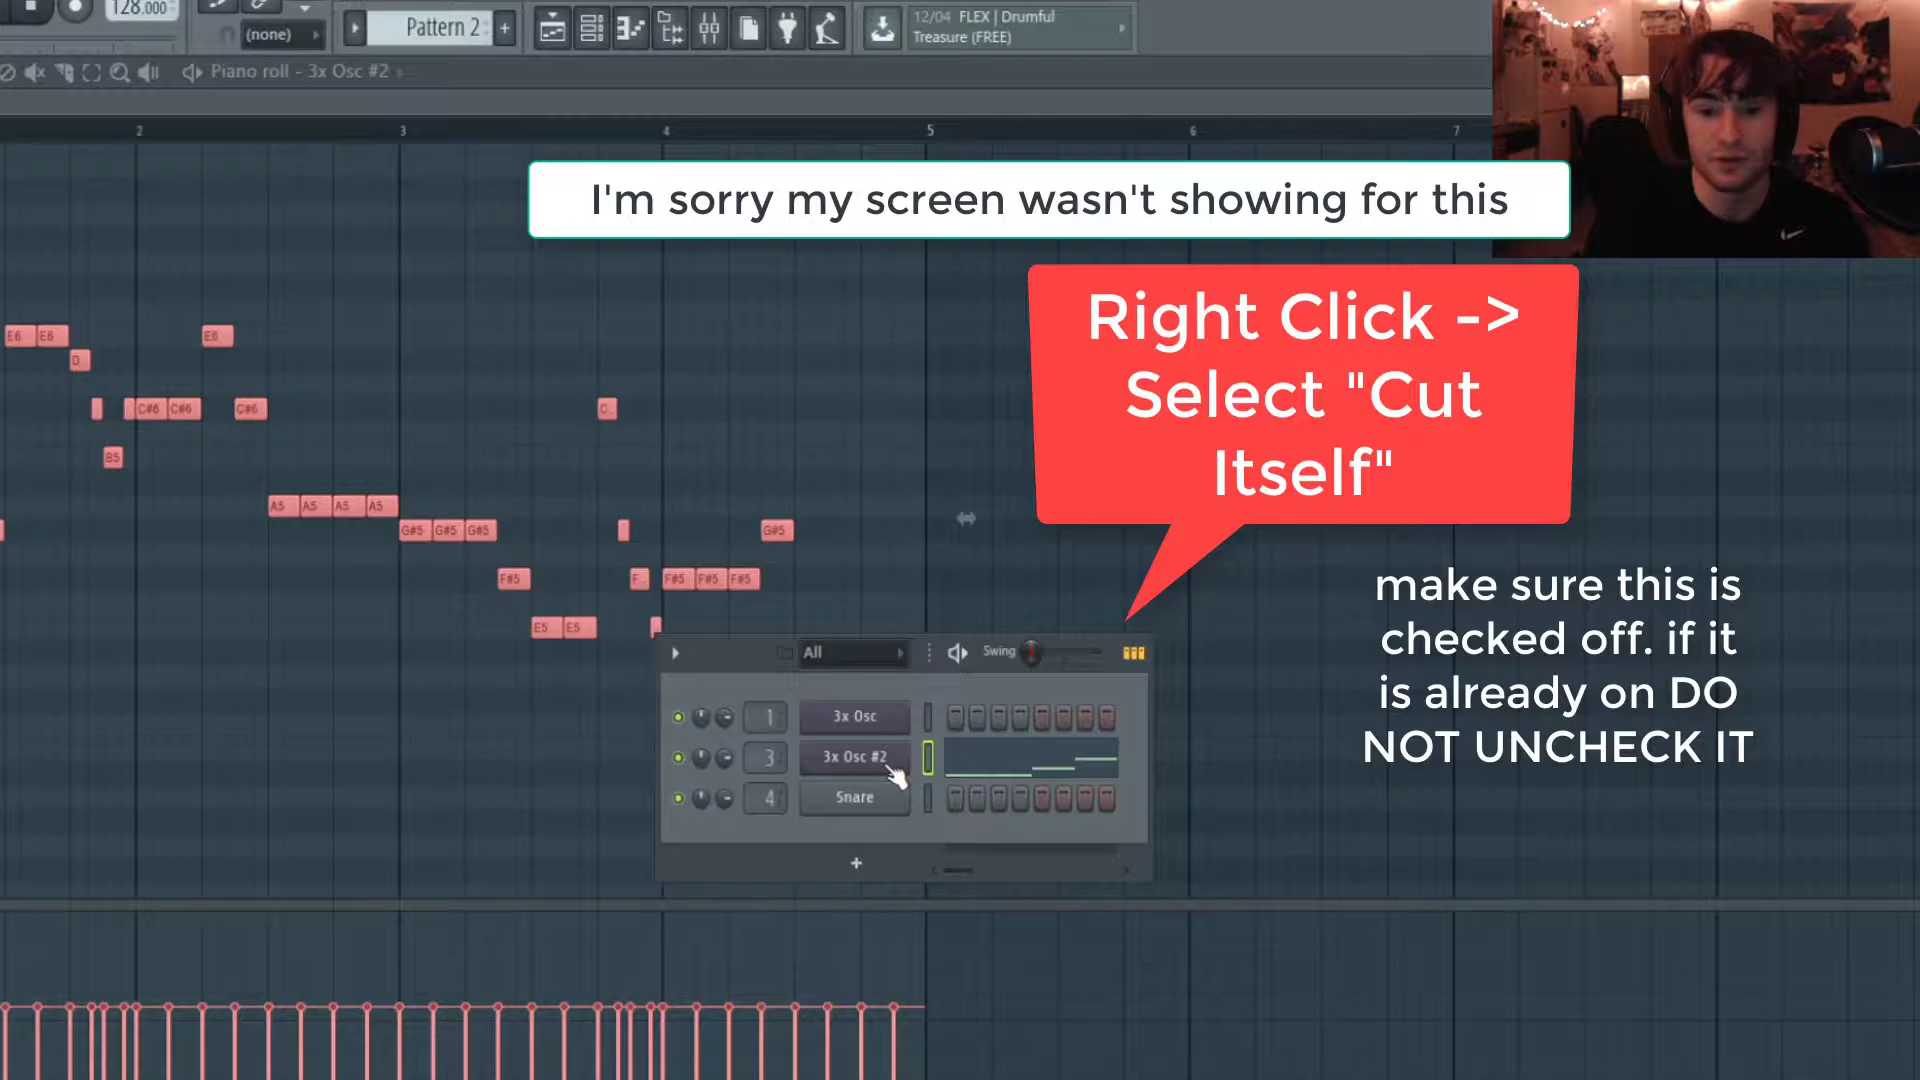 128.000
(none)
Pattern 2
+
12/04 FLEX | Drumful
Treasure (FREE)
Piano roll - 3x Osc #2
2
3
4
5
6
7
I'm sorry my screen wasn't showing for this
Right Click ->
Select "Cut
Itself"
make sure this is
checked off. if it
is already on DO
NOT UNCHECK IT
E6
E6
E6
D
C#6
C#6
C#6
C
B5
A5
A5
A5
A5
G#5
G#5
G#5
G#5
F#5
F
F#5
F#5
F#5
E5
E5
All
Swing
1
3x Osc
3
3x Osc #2
4
Snare
+